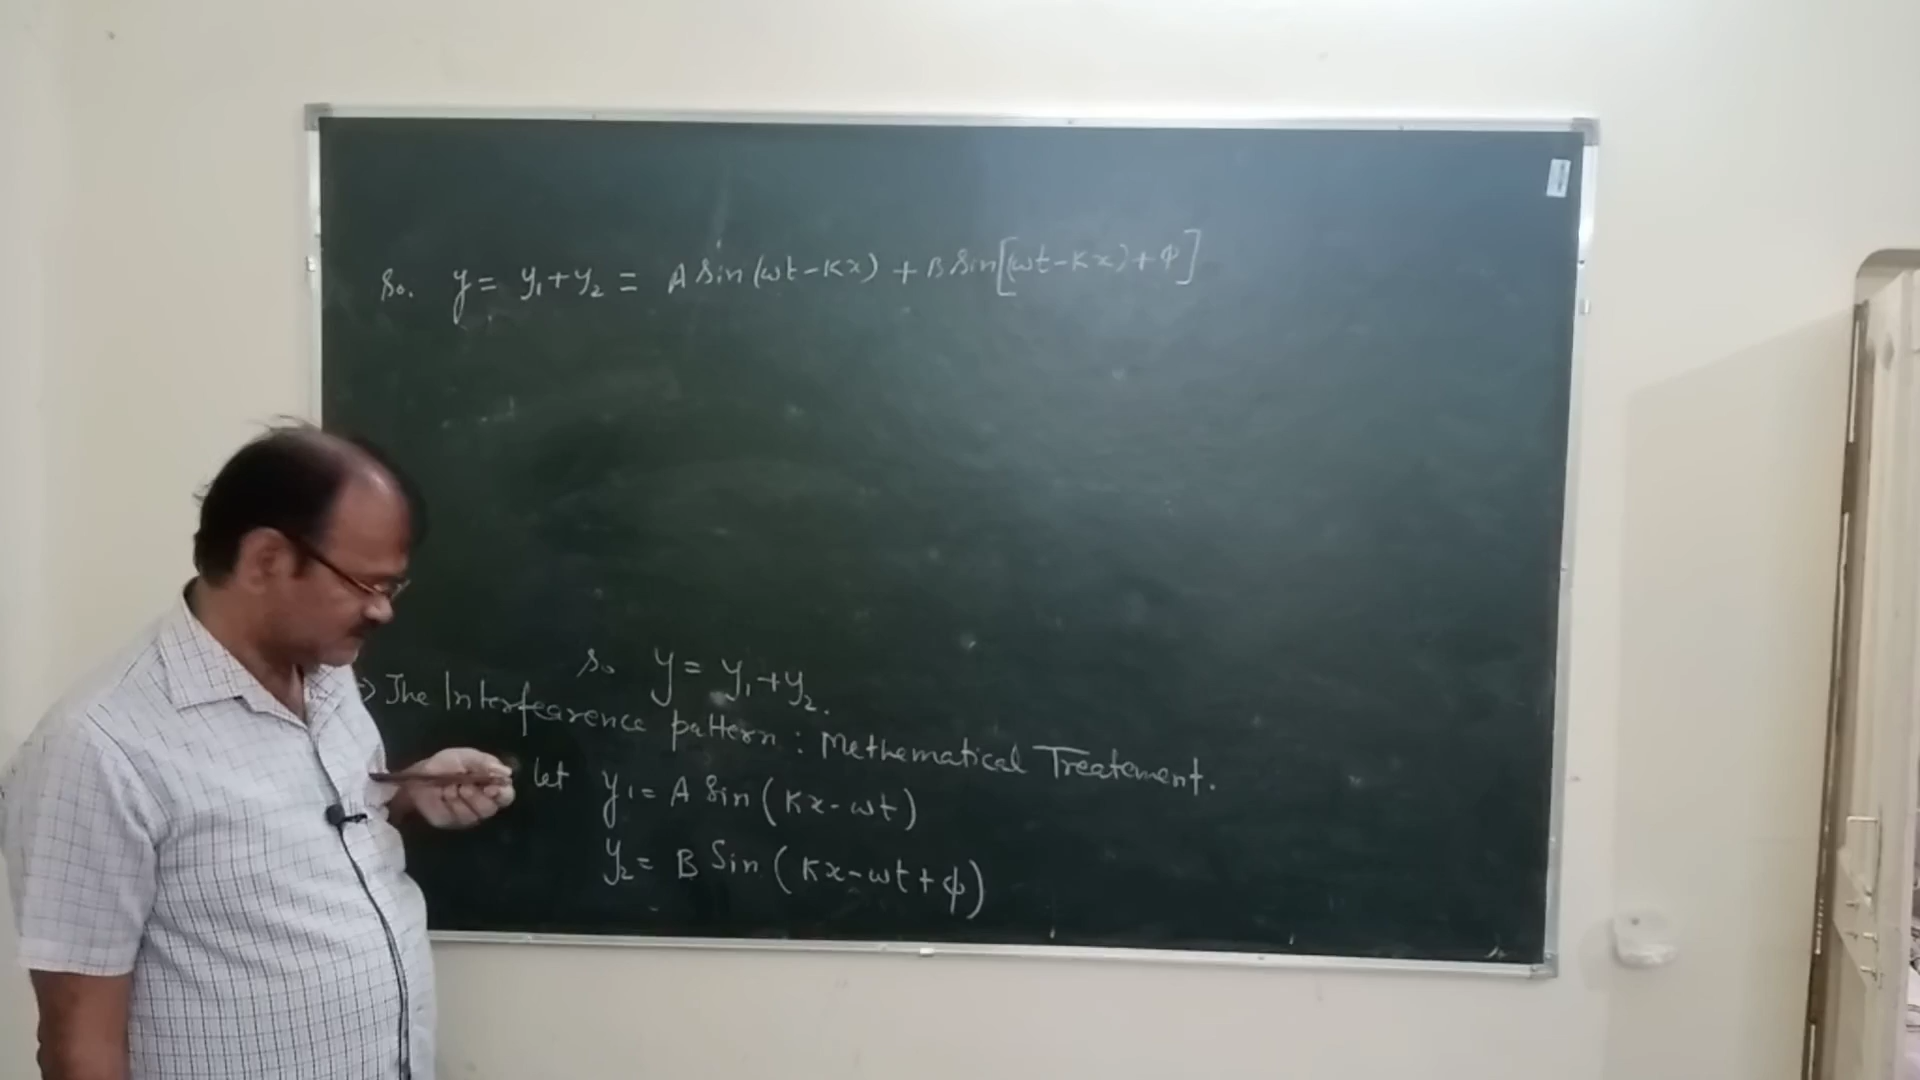 So. y = y₁+y₂ = A Sin (ωt-Kx) + B Sin[(ωt-Kx)+φ]
So y = y₁+y₂.
⇒ The Interfearence pattern : Mathematical Treatement.
let y₁= A Sin (Kx-ωt)
y₂= B Sin (Kx-ωt+φ)